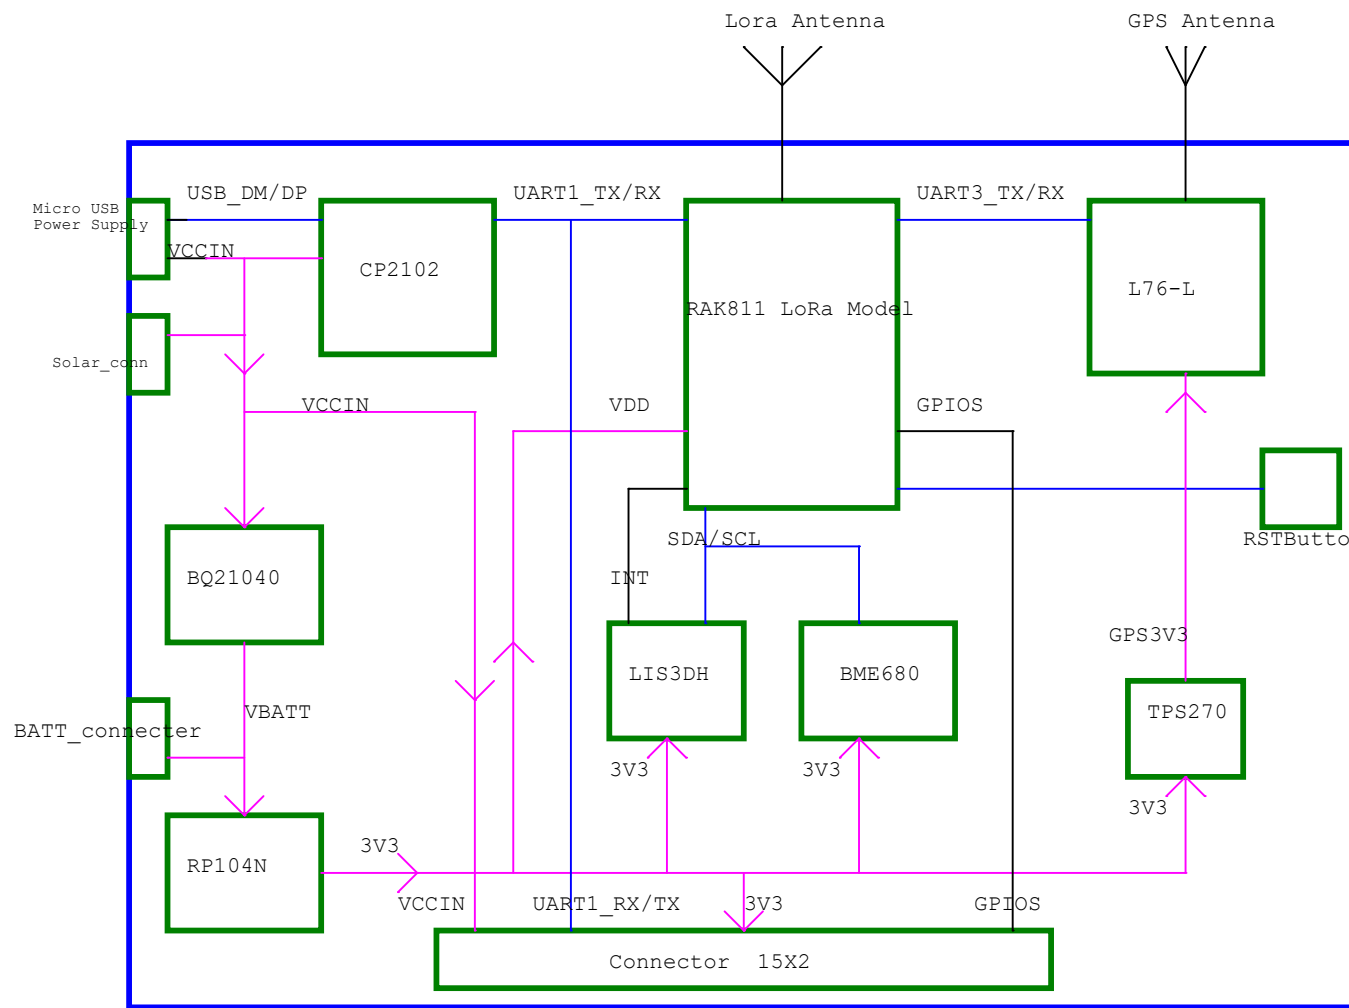 Lora Antenna
GPS Antenna
USB_DM/DP
UART1_TX/RX
UART3_TX/RX
Micro USB
Power Supply
VCCIN
CP2102
L76-L
RAK811 LoRa Model
Solar_conn
VCCIN
VDD
GPIOS
SDA/SCL
RSTButto
INT
BQ21040
GPS3V3
LIS3DH
BME680
VBATT
TPS270
BATT_connecter
3V3
3V3
3V3
3V3
RP104N
VCCIN
UART1_RX/TX
3V3
GPIOS
Connector 15X2